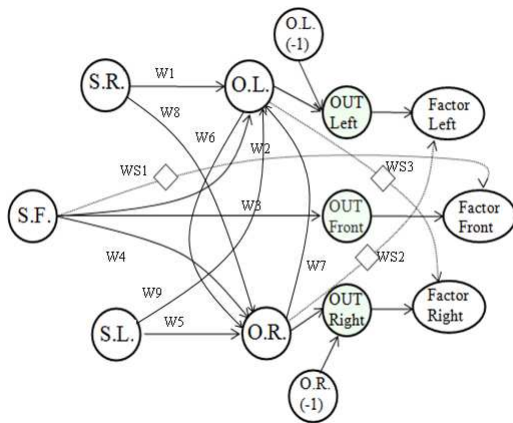 O.L.
(-1)
S.R.
W1
O.L.
OUT
Left
Factor
Left
W8
W6
W2
WS1
WS3
S.F.
W3
OUT
Front
Factor
Front
W4
W7
WS2
W9
S.L.
W5
O.R.
OUT
Right
Factor
Right
O.R.
(-1)